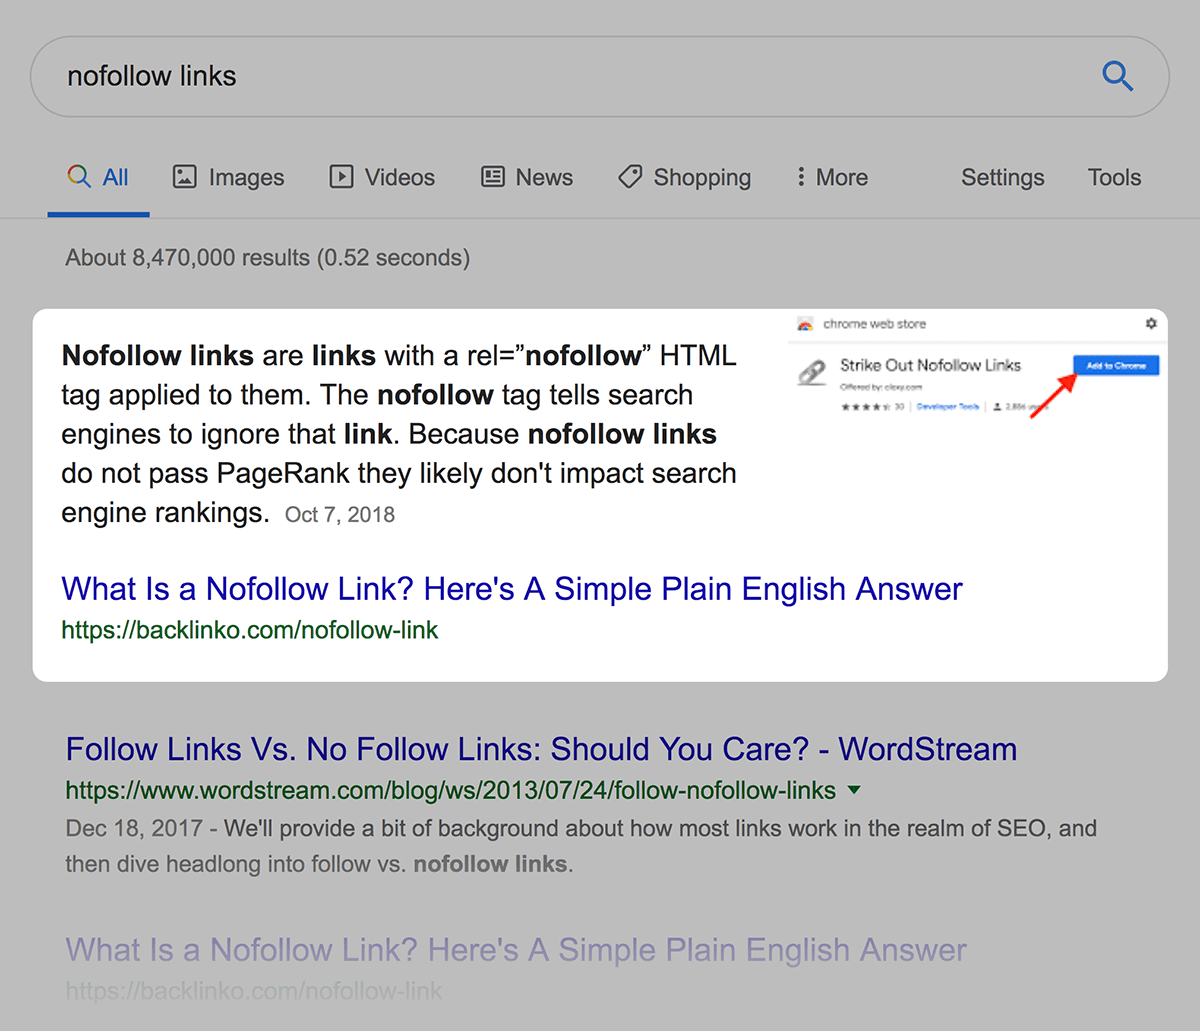 nofollow links
All Images Videos News Shopping More Settings Tools
About 8,470,000 results (0.52 seconds)
Nofollow links are links with a rel=”nofollow” HTML
tag applied to them. The nofollow tag tells search
engines to ignore that link. Because nofollow links
do not pass PageRank they likely don't impact search
engine rankings. Oct 7, 2018
chrome web store
Strike Out Nofollow Links
Add to Chrome
Offered by:
30 Developer Tools
What Is a Nofollow Link? Here's A Simple Plain English Answer
https://backlinko.com/nofollow-link
Follow Links Vs. No Follow Links: Should You Care? - WordStream
https://www.wordstream.com/blog/ws/2013/07/24/follow-nofollow-links
Dec 18, 2017 - We'll provide a bit of background about how most links work in the realm of SEO, and
then dive headlong into follow vs. nofollow links.
What Is a Nofollow Link? Here's A Simple Plain English Answer
https://backlinko.com/nofollow-link